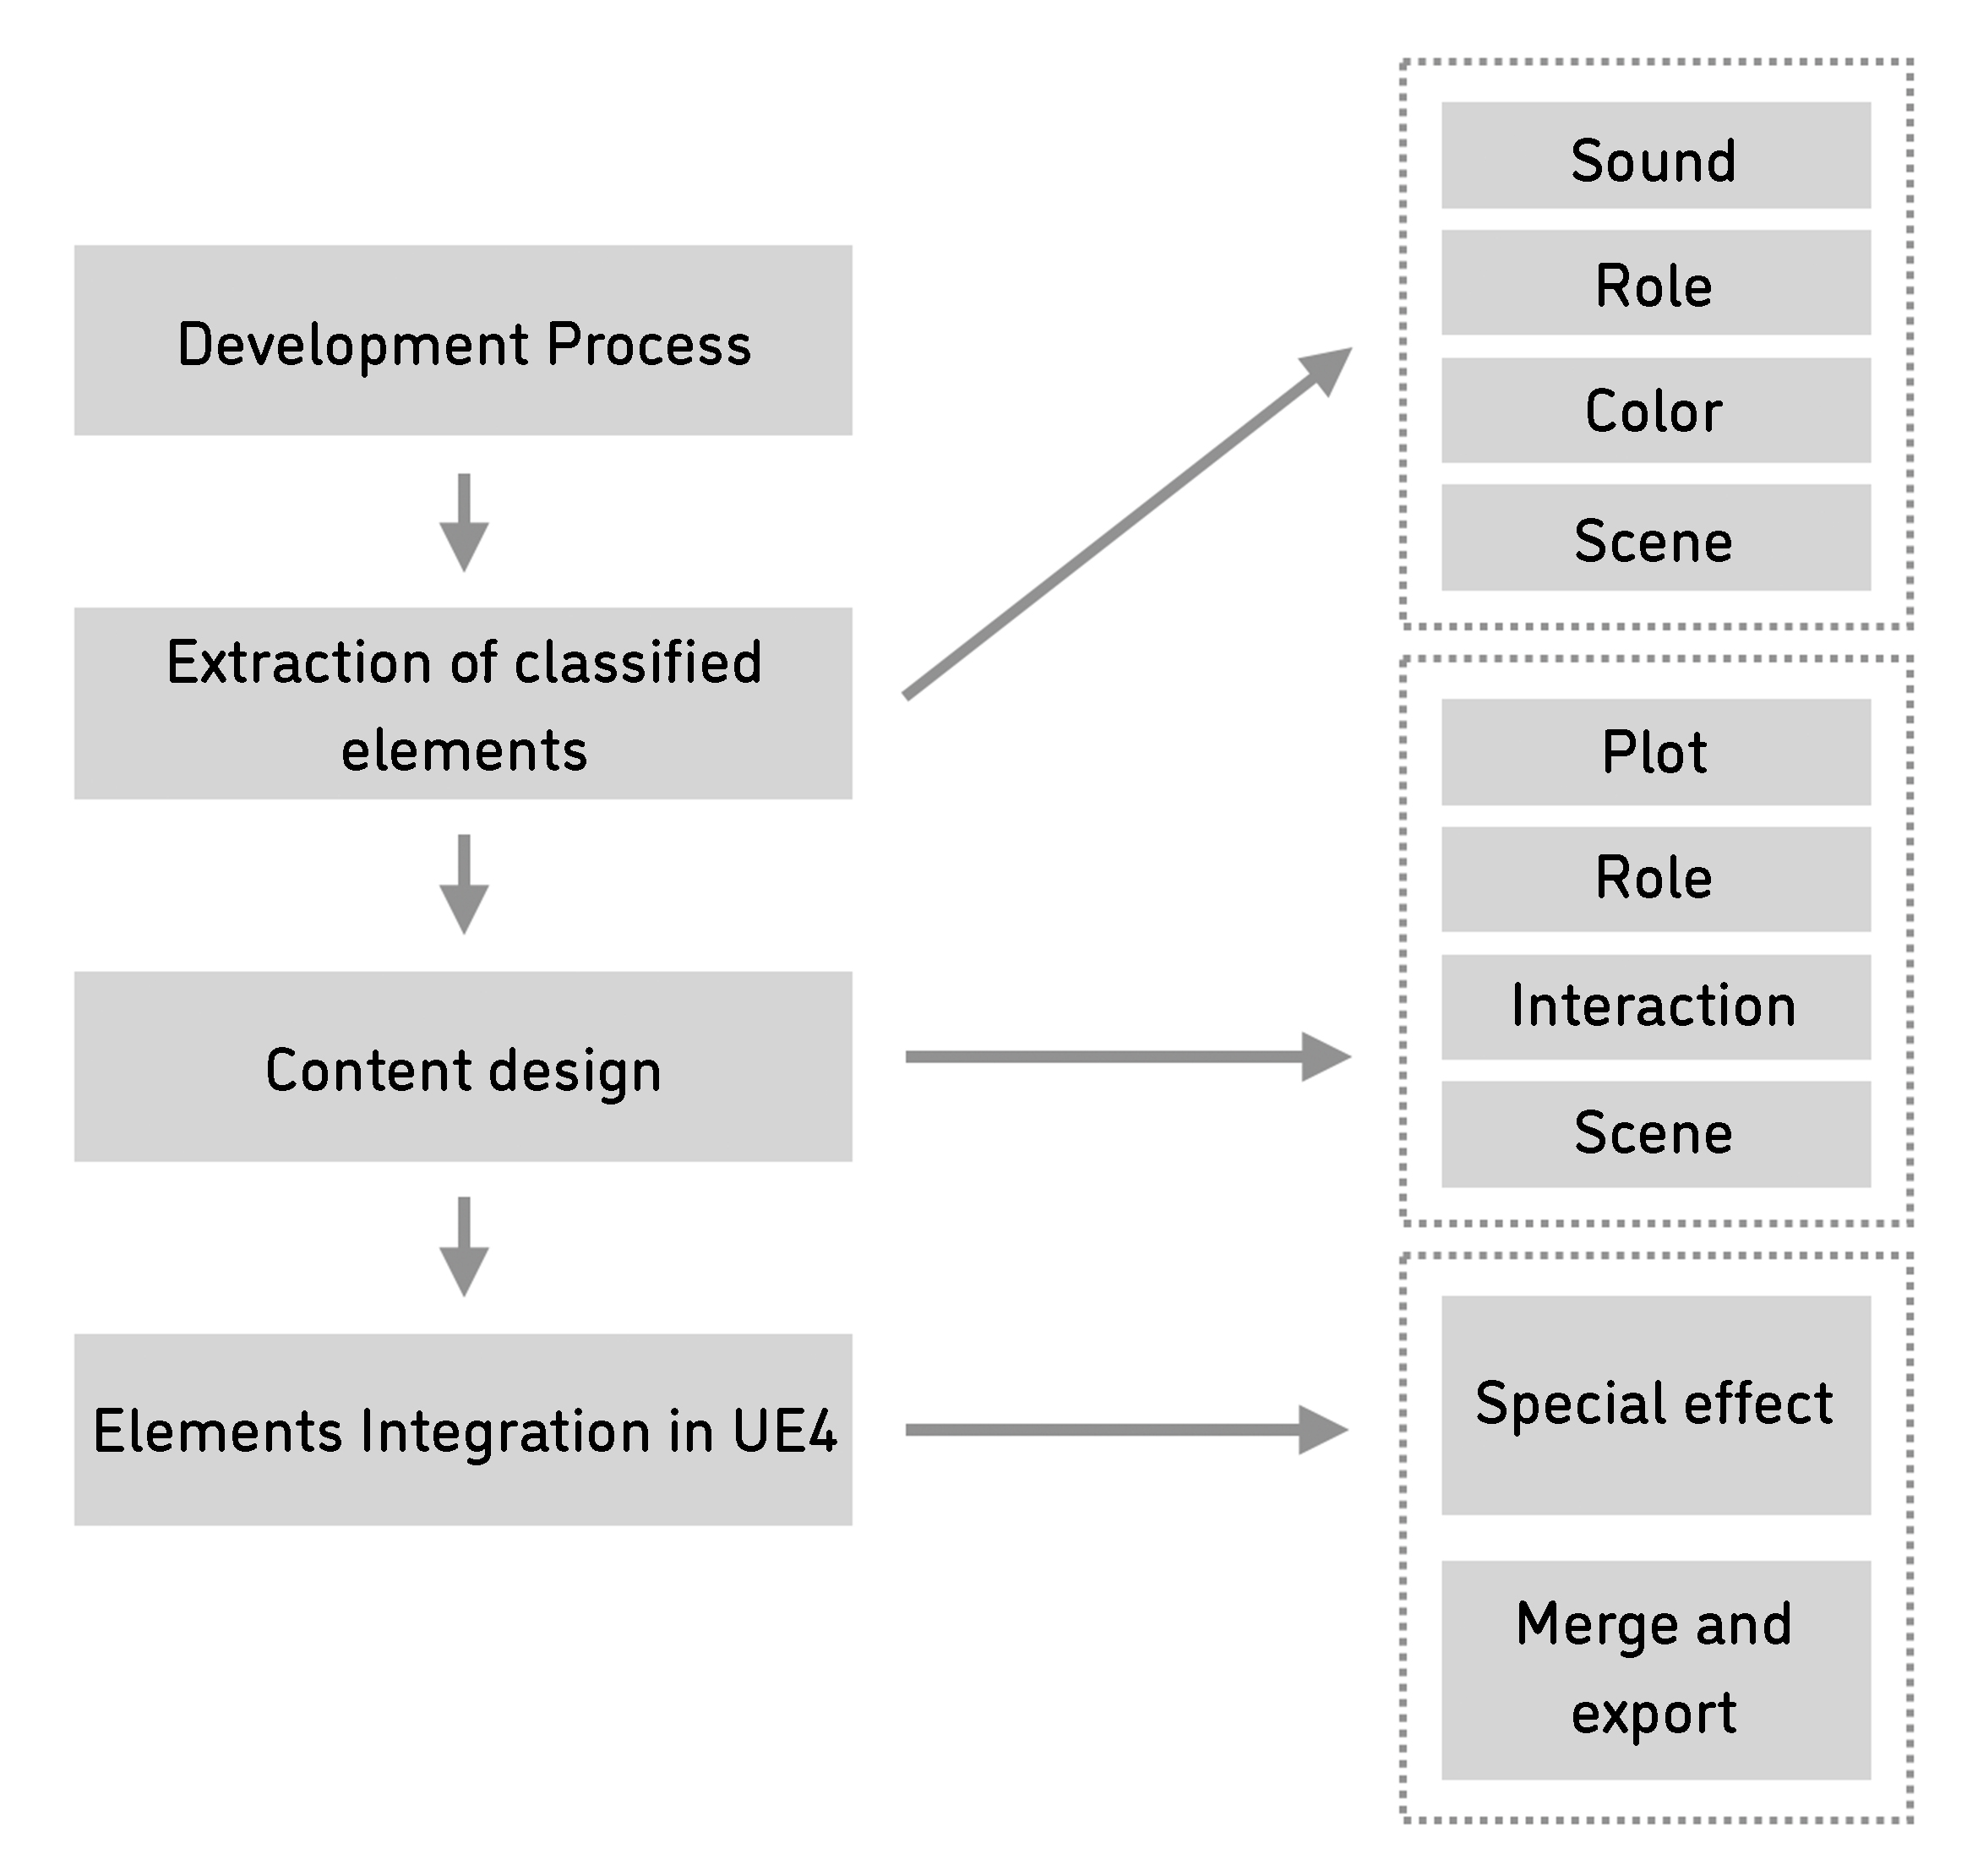 Development Process
Extraction of classified
elements
Content design
Elements Integration in UE4
Sound
Role
Color
Scene
Plot
Role
Interaction
Scene
Special effect
Merge and
export